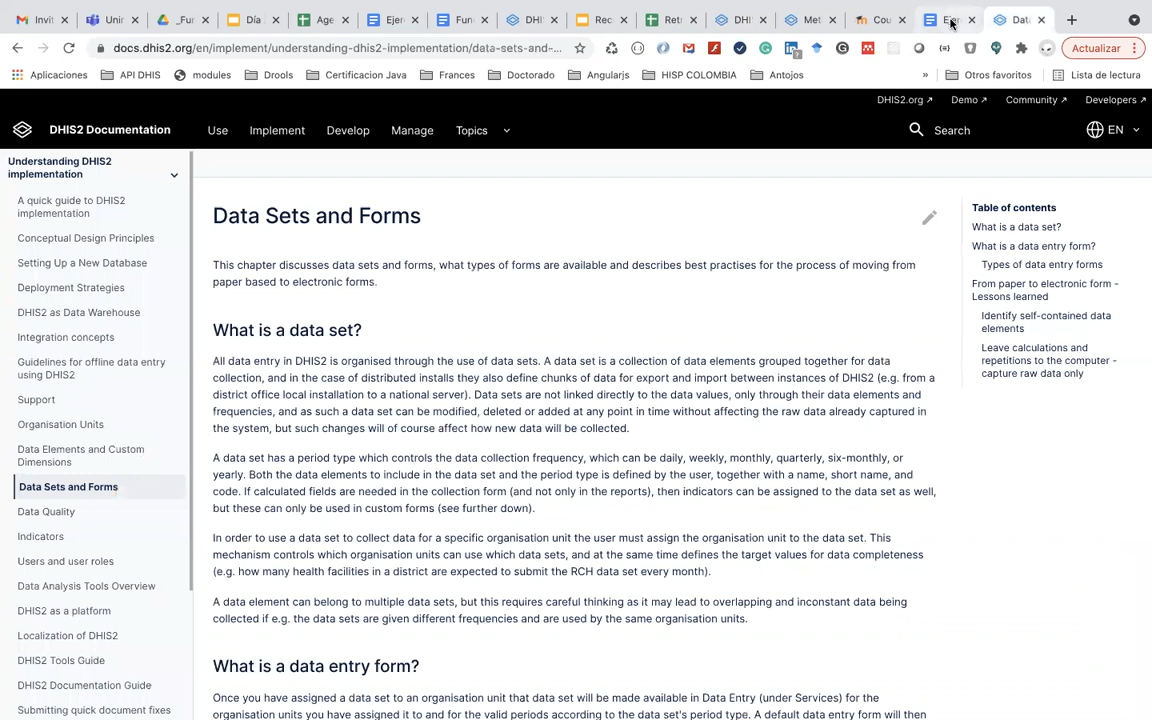 Invit
Unir
_Fur
Día
Age
Ejerc
Fund
DHI
Rec
Retr
DHI
Met
Cou
Ejer
Data
docs.dhis2.org/en/implement/understanding-dhis2-implementation/data-sets-and-...
Actualizar
Aplicaciones API DHIS modules Drools Certificacion Java Frances Doctorado Angularjs HISP COLOMBIA Antojos » Otros favoritos Lista de lectura
DHIS2.org ↗ Demo ↗ Community ↗ Developers ↗
DHIS2 Documentation Use Implement Develop Manage Topics Search EN
Understanding DHIS2
implementation
A quick guide to DHIS2
implementation
Conceptual Design Principles
Setting Up a New Database
Deployment Strategies
DHIS2 as Data Warehouse
Integration concepts
Guidelines for offline data entry
using DHIS2
Support
Organisation Units
Data Elements and Custom
Dimensions
Data Sets and Forms
Data Quality
Indicators
Users and user roles
Data Analysis Tools Overview
DHIS2 as a platform
Localization of DHIS2
DHIS2 Tools Guide
DHIS2 Documentation Guide
Submitting quick document fixes
Data Sets and Forms
This chapter discusses data sets and forms, what types of forms are available and describes best practises for the process of moving from
paper based to electronic forms.
What is a data set?
All data entry in DHIS2 is organised through the use of data sets. A data set is a collection of data elements grouped together for data
collection, and in the case of distributed installs they also define chunks of data for export and import between instances of DHIS2 (e.g. from a
district office local installation to a national server). Data sets are not linked directly to the data values, only through their data elements and
frequencies, and as such a data set can be modified, deleted or added at any point in time without affecting the raw data already captured in
the system, but such changes will of course affect how new data will be collected.
A data set has a period type which controls the data collection frequency, which can be daily, weekly, monthly, quarterly, six-monthly, or
yearly. Both the data elements to include in the data set and the period type is defined by the user, together with a name, short name, and
code. If calculated fields are needed in the collection form (and not only in the reports), then indicators can be assigned to the data set as well,
but these can only be used in custom forms (see further down).
In order to use a data set to collect data for a specific organisation unit the user must assign the organisation unit to the data set. This
mechanism controls which organisation units can use which data sets, and at the same time defines the target values for data completeness
(e.g. how many health facilities in a district are expected to submit the RCH data set every month).
A data element can belong to multiple data sets, but this requires careful thinking as it may lead to overlapping and inconstant data being
collected if e.g. the data sets are given different frequencies and are used by the same organisation units.
What is a data entry form?
Once you have assigned a data set to an organisation unit that data set will be made available in Data Entry (under Services) for the
organisation units you have assigned it to and for the valid periods according to the data set's period type. A default data entry form will then
Table of contents
What is a data set?
What is a data entry form?
Types of data entry forms
From paper to electronic form -
Lessons learned
Identify self-contained data
elements
Leave calculations and
repetitions to the computer -
capture raw data only